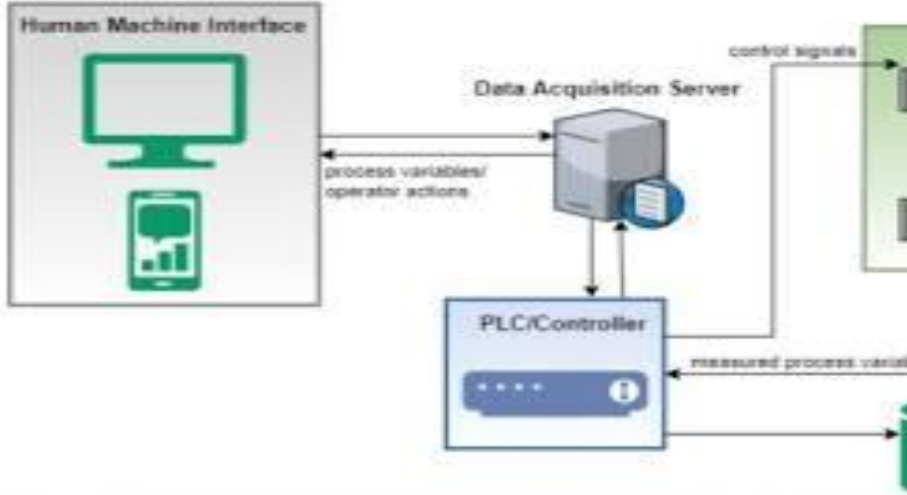 Human Machine Interface
control signals
Data Acquisition Server
process variables/
operator actions
PLC/Controller
measured process